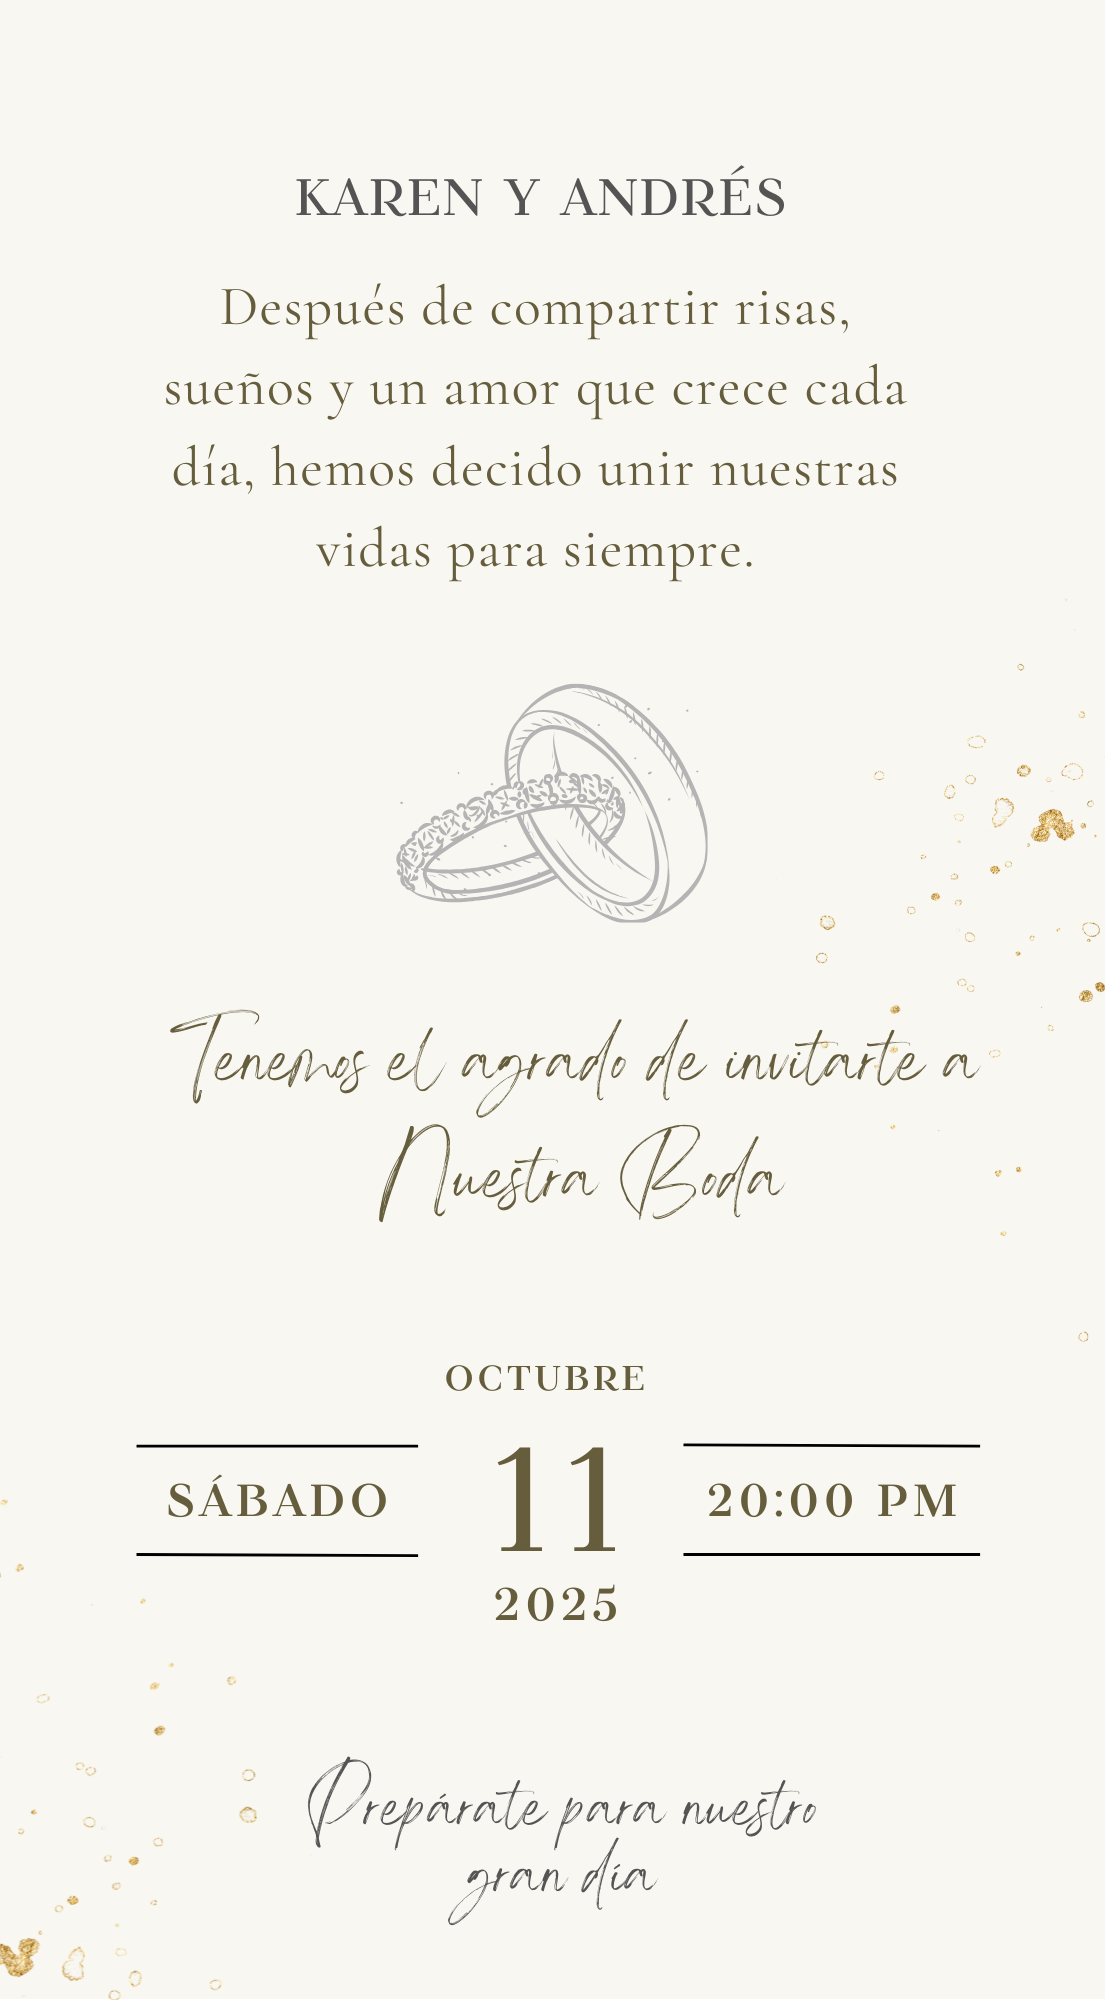 KAREN Y ANDRÉS
Después de compartir risas,
sueños y un amor que crece cada
día, hemos decido unir nuestras
vidas para siempre.
Tenemos el agrado de invitarte a
Nuestra Boda
OCTUBRE
SÁBADO 11 20:00 PM
2025
Prepárate para nuestro
gran día